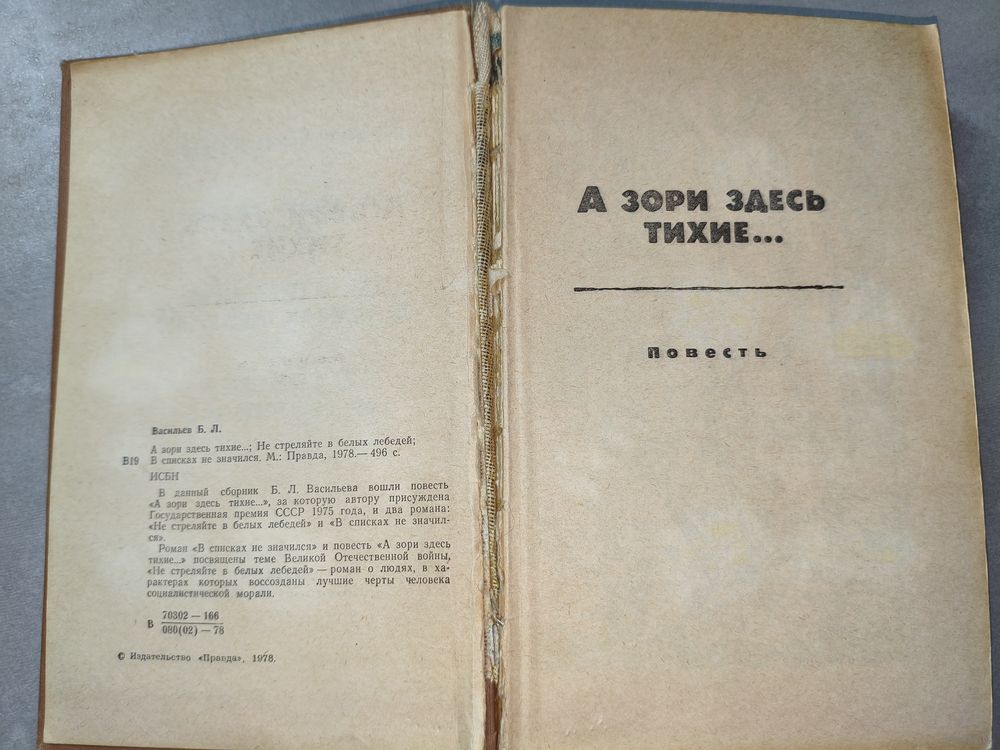 Васильев Б. Л.
А зори здесь тихие...; Не стреляйте в белых лебедей;
В19 В списках не значился. М.: Правда, 1978.— 496 с.
ИСБН
В данный сборник Б. Л. Васильева вошли повесть
«А зори здесь тихие...», за которую автору присуждена
Государственная премия СССР 1975 года, и два романа:
«Не стреляйте в белых лебедей» и «В списках не значил-
ся».
Роман «В списках не значился» и повесть «А зори здесь
тихие...» посвящены теме Великой Отечественной войны,
«Не стреляйте в белых лебедей» — роман о людях, в ха-
рактерах которых воссозданы лучшие черты человека
социалистической морали.
70302 — 166
В
080(02) — 78
© Издательство «Правда», 1978.
А ЗОРИ ЗДЕСЬ
ТИХИЕ...
Повесть